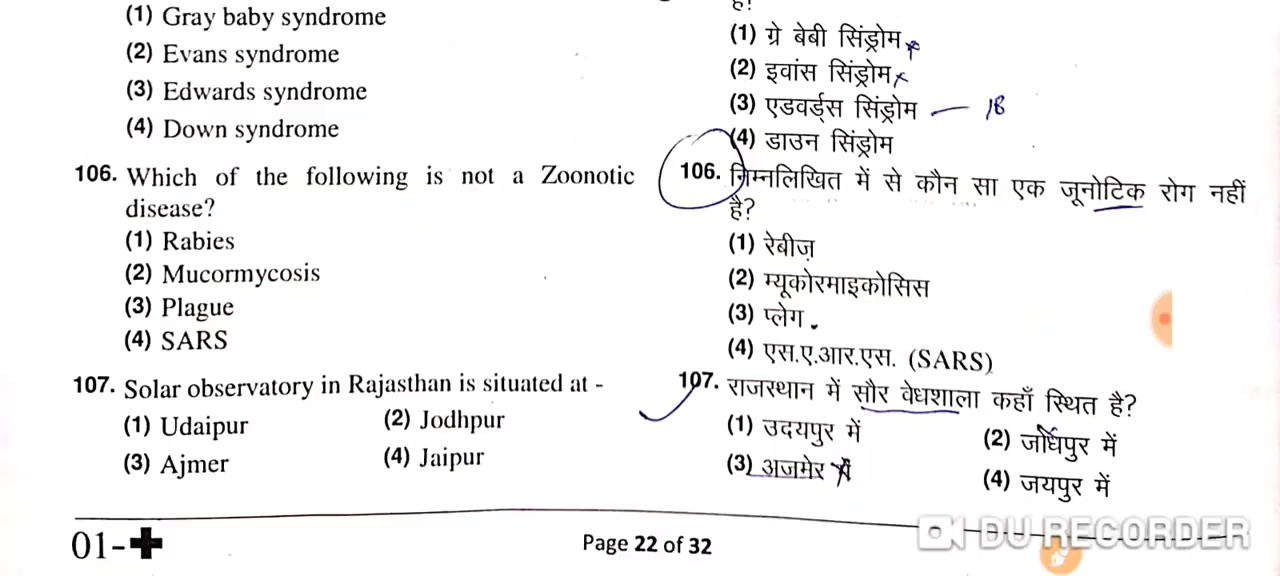 (1) Gray baby syndrome
(2) Evans syndrome
(3) Edwards syndrome
(4) Down syndrome
106. Which of the following is not a Zoonotic
disease?
(1) Rabies
(2) Mucormycosis
(3) Plague
(4) SARS
107. Solar observatory in Rajasthan is situated at -
(1) Udaipur (2) Jodhpur
(3) Ajmer (4) Jaipur
है?
(1) ग्रे बेबी सिंड्रोम
(2) इवांस सिंड्रोम
(3) एडवर्ड्स सिंड्रोम — 18
(4) डाउन सिंड्रोम
106. निम्नलिखित में से कौन सा एक जूनोटिक रोग नहीं
है?
(1) रेबीज़
(2) म्यूकोरमाइकोसिस
(3) प्लेग
(4) एस.ए.आर.एस. (SARS)
107. राजस्थान में सौर वेधशाला कहाँ स्थित है?
(1) उदयपुर में (2) जोधपुर में
(3) अजमेर में (4) जयपुर में
01-+ Page 22 of 32
DU RECORDER